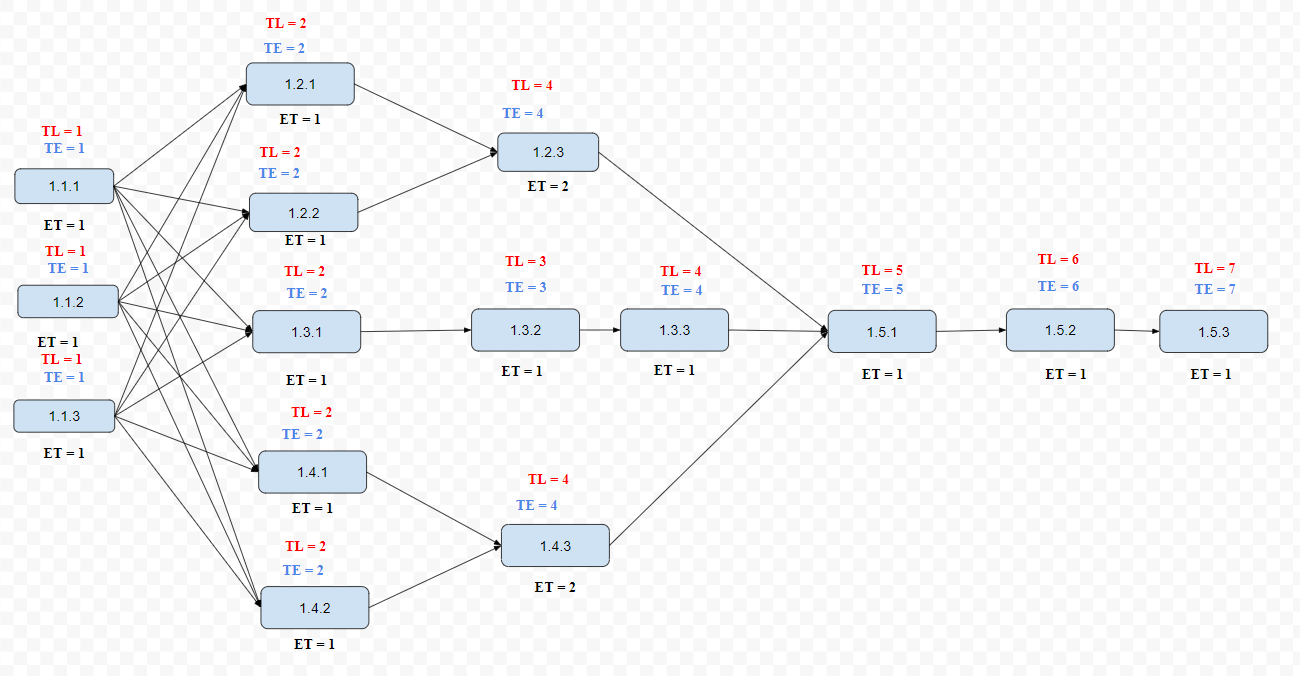 TL = 1
TE = 1
1.1.1
ET = 1
TL = 1
TE = 1
1.1.2
ET = 1
TL = 1
TE = 1
1.1.3
ET = 1
TL = 2
TE = 2
1.2.1
ET = 1
TL = 2
TE = 2
1.2.2
ET = 1
TL = 2
TE = 2
1.3.1
ET = 1
TL = 2
TE = 2
1.4.1
ET = 1
TL = 2
TE = 2
1.4.2
ET = 1
TL = 4
TE = 4
1.2.3
ET = 2
TL = 3
TE = 3
1.3.2
ET = 1
TL = 4
TE = 4
1.3.3
ET = 1
TL = 4
TE = 4
1.4.3
ET = 2
TL = 5
TE = 5
1.5.1
ET = 1
TL = 6
TE = 6
1.5.2
ET = 1
TL = 7
TE = 7
1.5.3
ET = 1